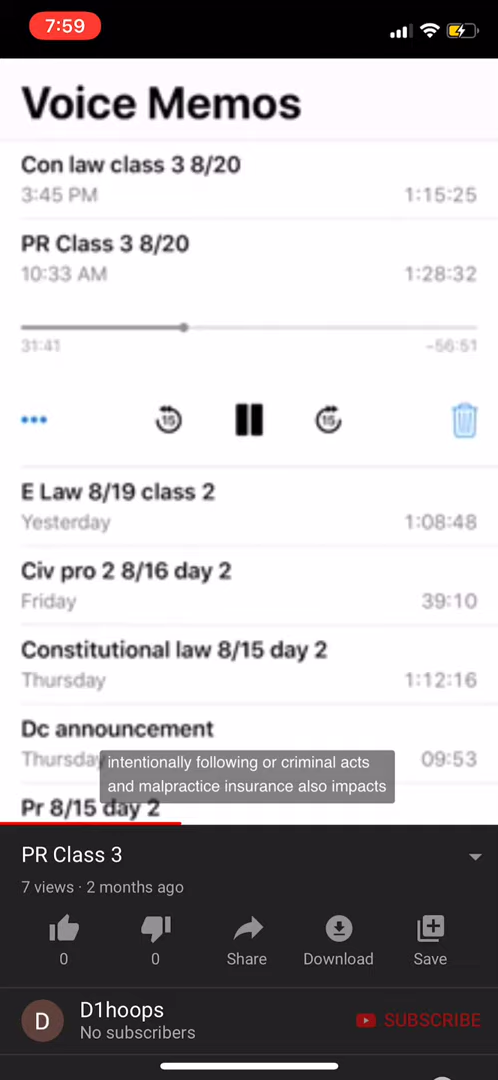 7:59
Voice Memos
Con law class 3 8/20
3:45 PM 1:15:25
PR Class 3 8/20
10:33 AM 1:28:32
31:41 -56:51
15 15
E Law 8/19 class 2
Yesterday 1:08:48
Civ pro 2 8/16 day 2
Friday 39:10
Constitutional law 8/15 day 2
Thursday 1:12:16
Dc announcement
Thursday 09:53
intentionally following or criminal acts
and malpractice insurance also impacts
Pr 8/15 day 2
PR Class 3
7 views · 2 months ago
0 0 Share Download Save
D D1hoops
No subscribers
SUBSCRIBE